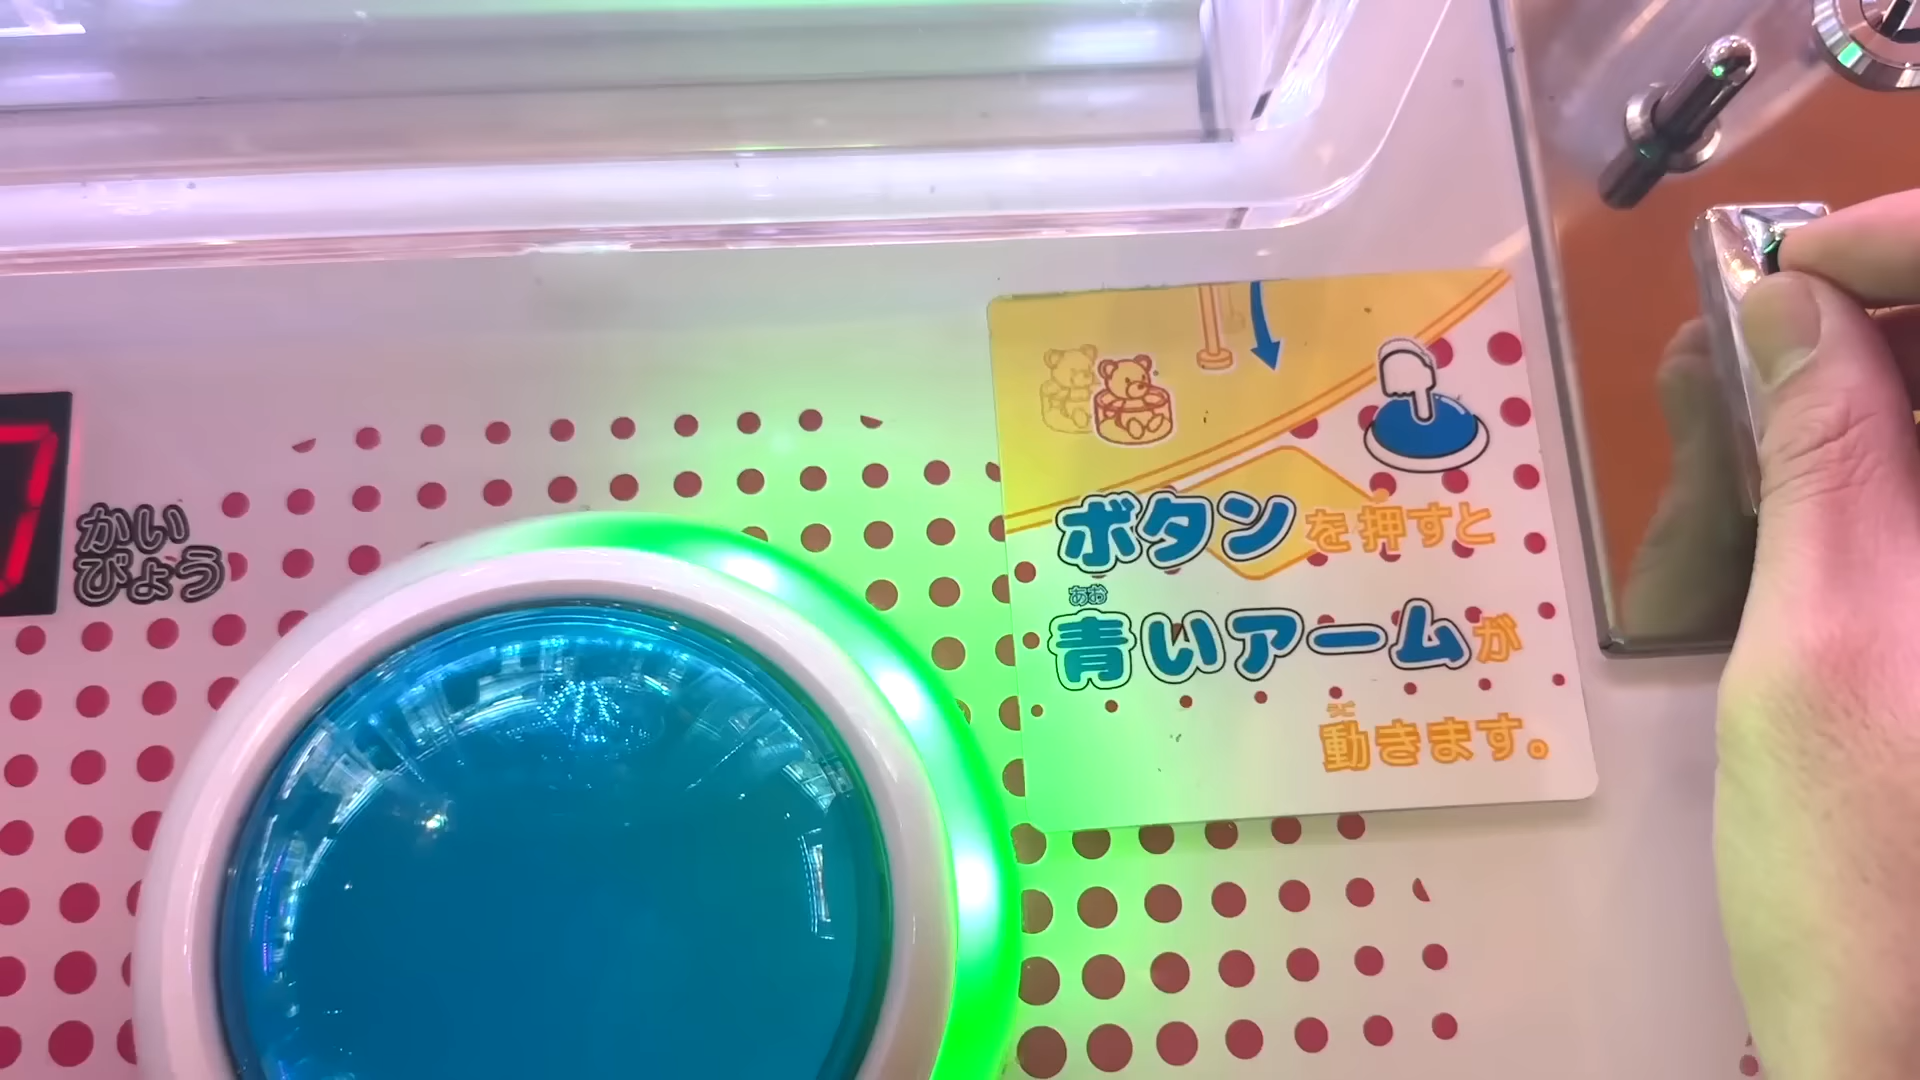 かい
びょう
ボタンを押すと
あお
青いアームが
うご
動きます。